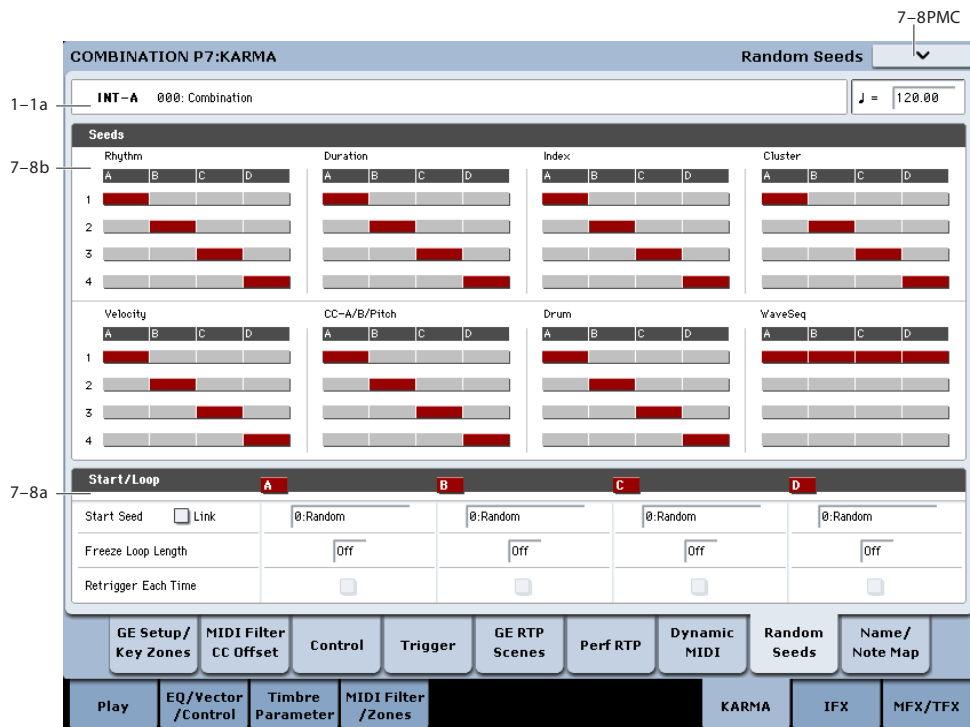 7-8PMC
COMBINATION P7:KARMA Random Seeds
1-1a
INT-A 000: Combination ♩ = 120.00
Seeds
7-8b
Rhythm Duration Index Cluster
A B C D A B C D A B C D A B C D
1
2
3
4
Velocity CC-A/B/Pitch Drum WaveSeq
A B C D A B C D A B C D A B C D
1
2
3
4
7-8a
Start/Loop A B C D
Start Seed Link 0:Random 0:Random 0:Random 0:Random
Freeze Loop Length Off Off Off Off
Retrigger Each Time
GE Setup/ MIDI Filter Control Trigger GE RTP Perf RTP Dynamic Random Name/
Key Zones CC Offset Scenes MIDI Seeds Note Map
Play EQ/Vector Timbre MIDI Filter KARMA IFX MFX/TFX
/Control Parameter /Zones